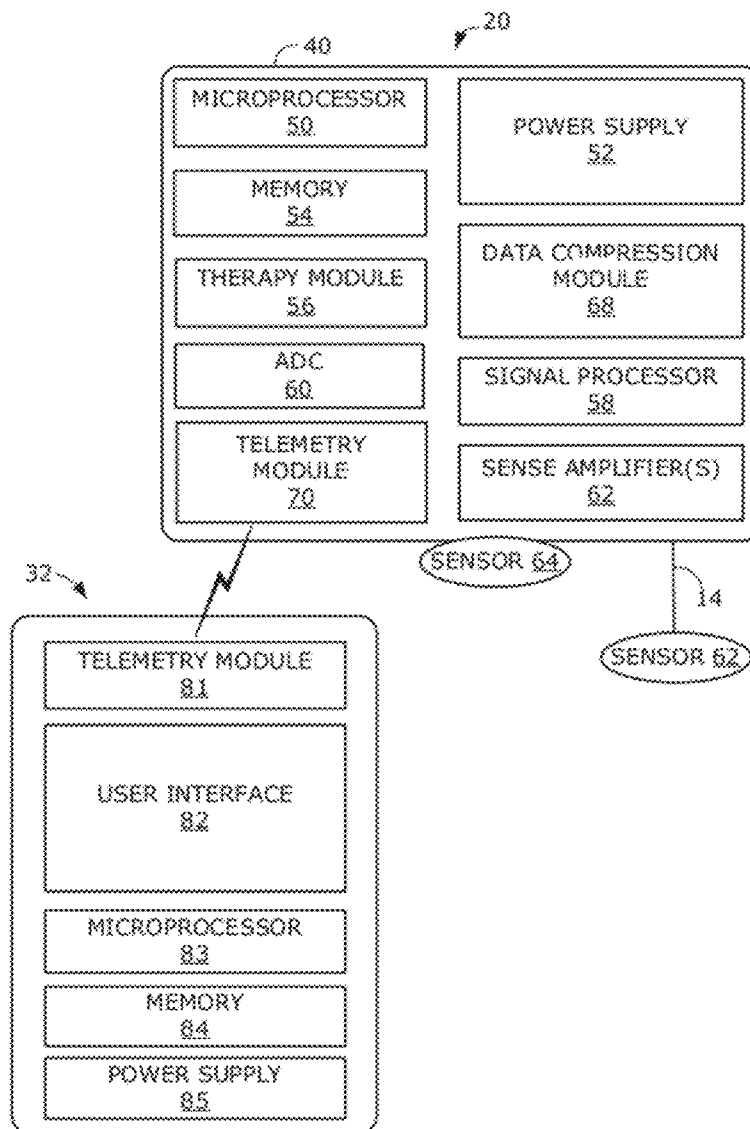 20
40
MICROPROCESSOR
50
POWER SUPPLY
52
MEMORY
54
DATA COMPRESSION
MODULE
68
THERAPY MODULE
56
ADC
60
SIGNAL PROCESSOR
58
TELEMETRY
MODULE
70
SENSE AMPLIFIER(S)
62
SENSOR 64
14
SENSOR 62
32
TELEMETRY MODULE
81
USER INTERFACE
82
MICROPROCESSOR
83
MEMORY
84
POWER SUPPLY
85